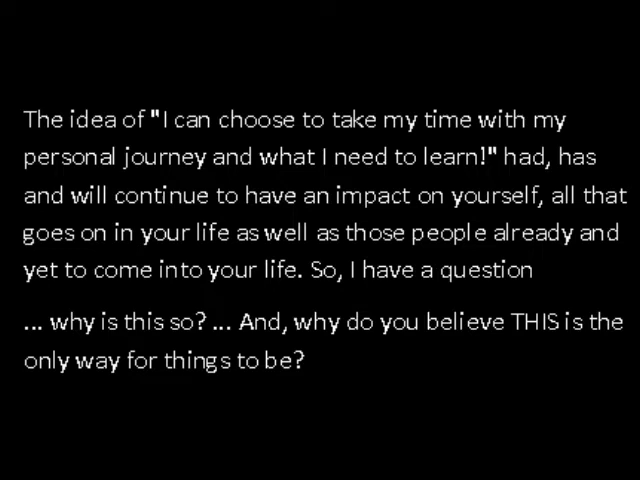 The idea of "I can choose to take my time with my
personal journey and what I need to learn!" had, has
and will continue to have an impact on yourself, all that
goes on in your life as well as those people already and
yet to come into your life. So, I have a question
... why is this so? ... And, why do you believe THIS is the
only way for things to be?